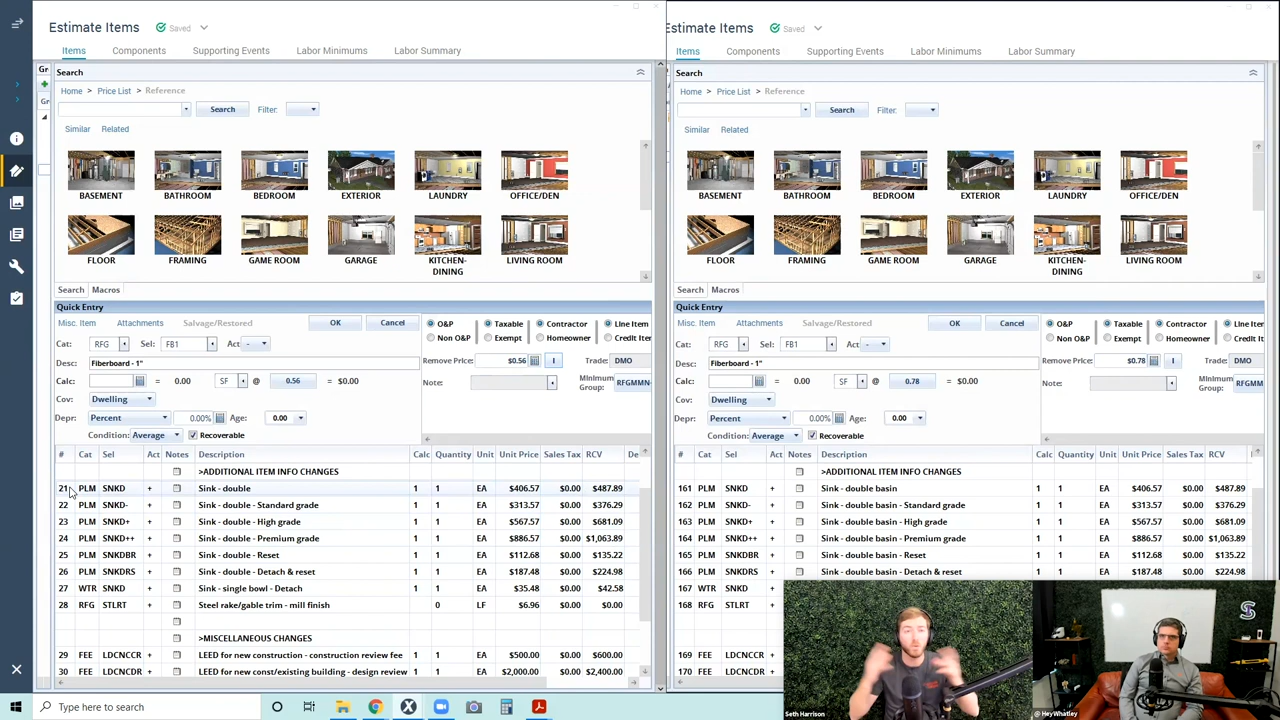 Estimate Items Saved
Items Components Supporting Events Labor Minimums Labor Summary
Gr
Gr
Search
Home > Price List > Reference
Search Filter:
Similar Related
BASEMENT BATHROOM BEDROOM EXTERIOR LAUNDRY OFFICE/DEN
FLOOR FRAMING GAME ROOM GARAGE KITCHEN-DINING LIVING ROOM
Search Macros
Quick Entry
Misc. Item Attachments Salvage/Restored OK Cancel O&P Taxable Contractor Line Item
Non O&P Exempt Homeowner Credit Item
Cat: RFG Sel: FB1 Act: -
Desc: Fiberboard - 1" Remove Price: $0.56 I Trade: DMO
Calc: = 0.00 SF @ 0.56 = $0.00 Note: Minimum Group: RFGMMN
Cov: Dwelling
Depr: Percent 0.00% Age: 0.00
Condition: Average Recoverable
# Cat Sel Act Notes Description Calc Quantity Unit Unit Price Sales Tax RCV De
>ADDITIONAL ITEM INFO CHANGES
21 PLM SNKD + Sink - double 1 1 EA $406.57 $0.00 $487.89
22 PLM SNKD- + Sink - double - Standard grade 1 1 EA $313.57 $0.00 $376.29
23 PLM SNKD+ + Sink - double - High grade 1 1 EA $567.57 $0.00 $681.09
24 PLM SNKD++ + Sink - double - Premium grade 1 1 EA $886.57 $0.00 $1,063.89
25 PLM SNKDBR + Sink - double - Reset 1 1 EA $112.68 $0.00 $135.22
26 PLM SNKDRS + Sink - double - Detach & reset 1 1 EA $187.48 $0.00 $224.98
27 WTR SNKD + Sink - single bowl - Detach 1 1 EA $35.48 $0.00 $42.58
28 RFG STLRT + Steel rake/gable trim - mill finish 0 LF $6.96 $0.00 $0.00
>MISCELLANEOUS CHANGES
29 FEE LDCNCCR + LEED for new construction - construction review fee 1 EA $500.00 $0.00 $600.00
30 FEE LDCNCDR + LEED for new const/existing building - design review 1 EA $2,000.00 $0.00 $2,400.00
Estimate Items Saved
Items Components Supporting Events Labor Minimums Labor Summary
Search
Home > Price List > Reference
Search Filter:
Similar Related
BASEMENT BATHROOM BEDROOM EXTERIOR LAUNDRY OFFICE/DEN
FLOOR FRAMING GAME ROOM GARAGE KITCHEN-DINING LIVING ROOM
Search Macros
Quick Entry
Misc. Item Attachments Salvage/Restored OK Cancel O&P Taxable Contractor Line Item
Non O&P Exempt Homeowner Credit It
Cat: RFG Sel: FB1 Act: -
Desc: Fiberboard - 1" Remove Price: $0.78 I Trade: DMO
Calc: = 0.00 SF @ 0.78 = $0.00 Note: Minimum Group: RFGMM
Cov: Dwelling
Depr: Percent 0.00% Age: 0.00
Condition: Average Recoverable
# Cat Sel Act Notes Description Calc Quantity Unit Unit Price Sales Tax RCV
>ADDITIONAL ITEM INFO CHANGES
161 PLM SNKD + Sink - double basin 1 1 EA $406.57 $0.00 $487.89
162 PLM SNKD- + Sink - double basin - Standard grade 1 1 EA $313.57 $0.00 $376.29
163 PLM SNKD+ + Sink - double basin - High grade 1 1 EA $567.57 $0.00 $681.09
164 PLM SNKD++ + Sink - double basin - Premium grade 1 1 EA $886.57 $0.00 $1,063.89
165 PLM SNKDBR + Sink - double basin - Reset 1 1 EA $112.68 $0.00 $135.22
166 PLM SNKDRS + Sink - double basin - Detach & reset 1 1 EA $187.48 $0.00 $224.98
167 WTR SNKD +
168 RFG STLRT +
169 FEE LDCNCCR +
170 FEE LDCNCDR +
Seth Harrison
@HeyWhatley
S
Type here to search